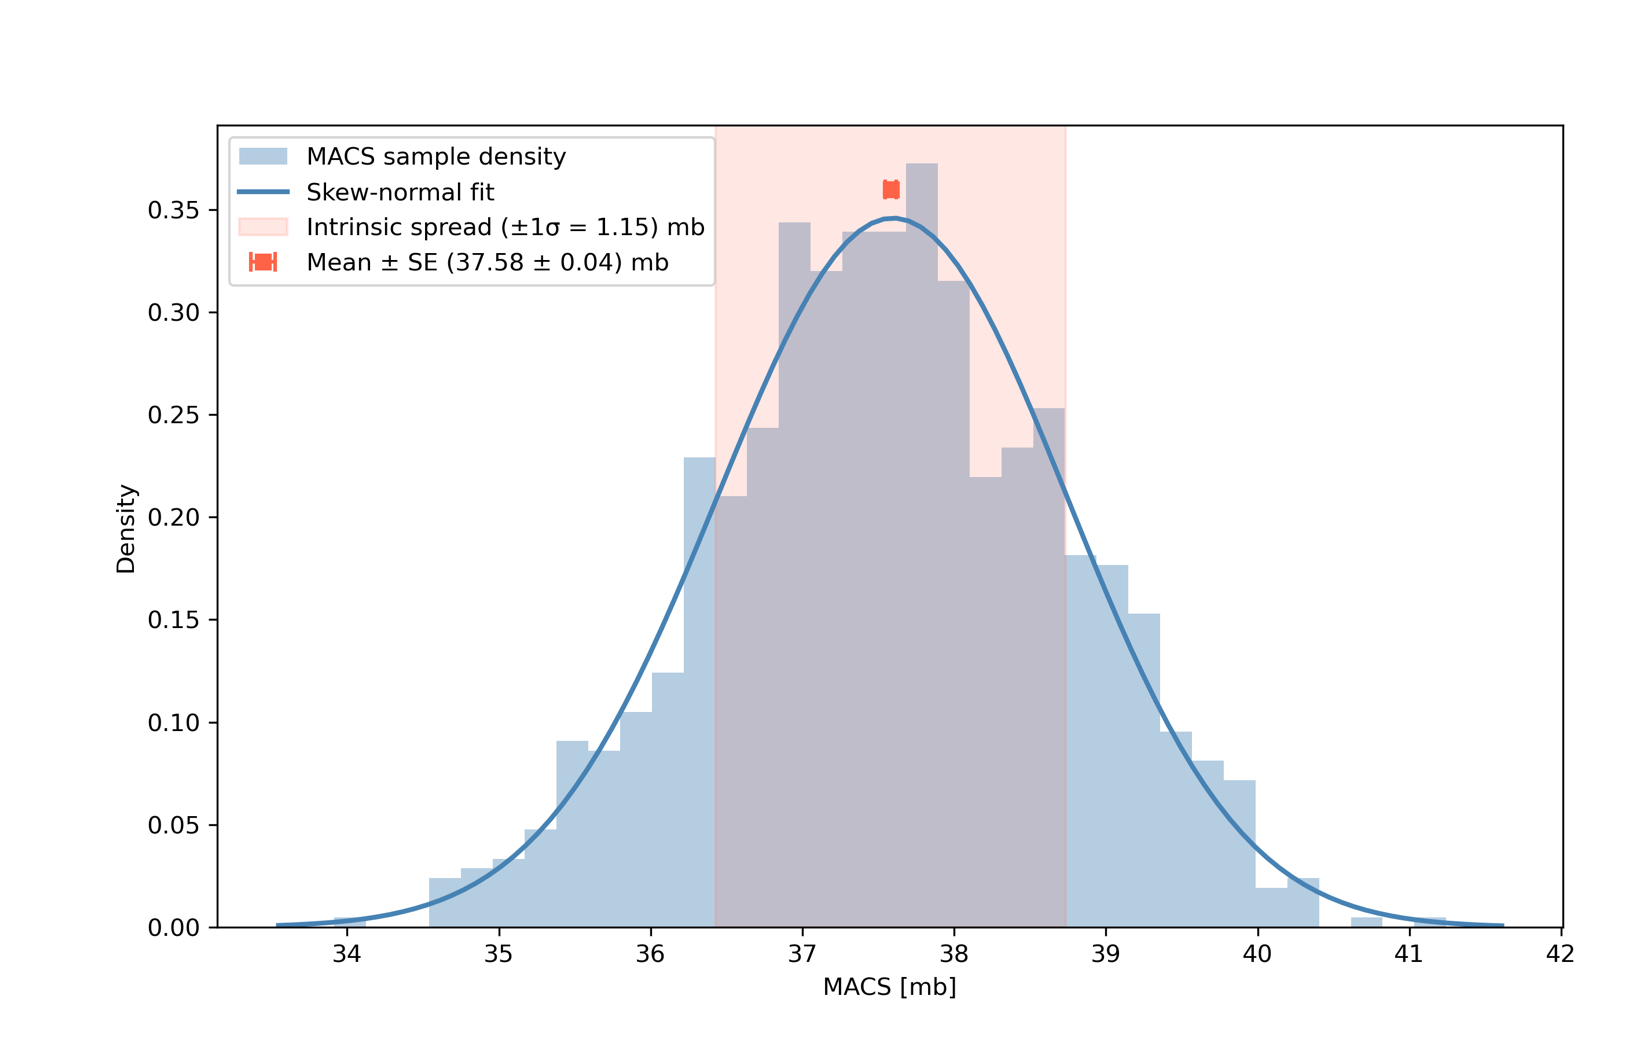 MACS sample density
Skew-normal fit
Intrinsic spread (±1σ = 1.15) mb
Mean ± SE (37.58 ± 0.04) mb
0.35
0.30
0.25
0.20
0.15
0.10
0.05
0.00
Density
34 35 36 37 38 39 40 41 42
MACS [mb]